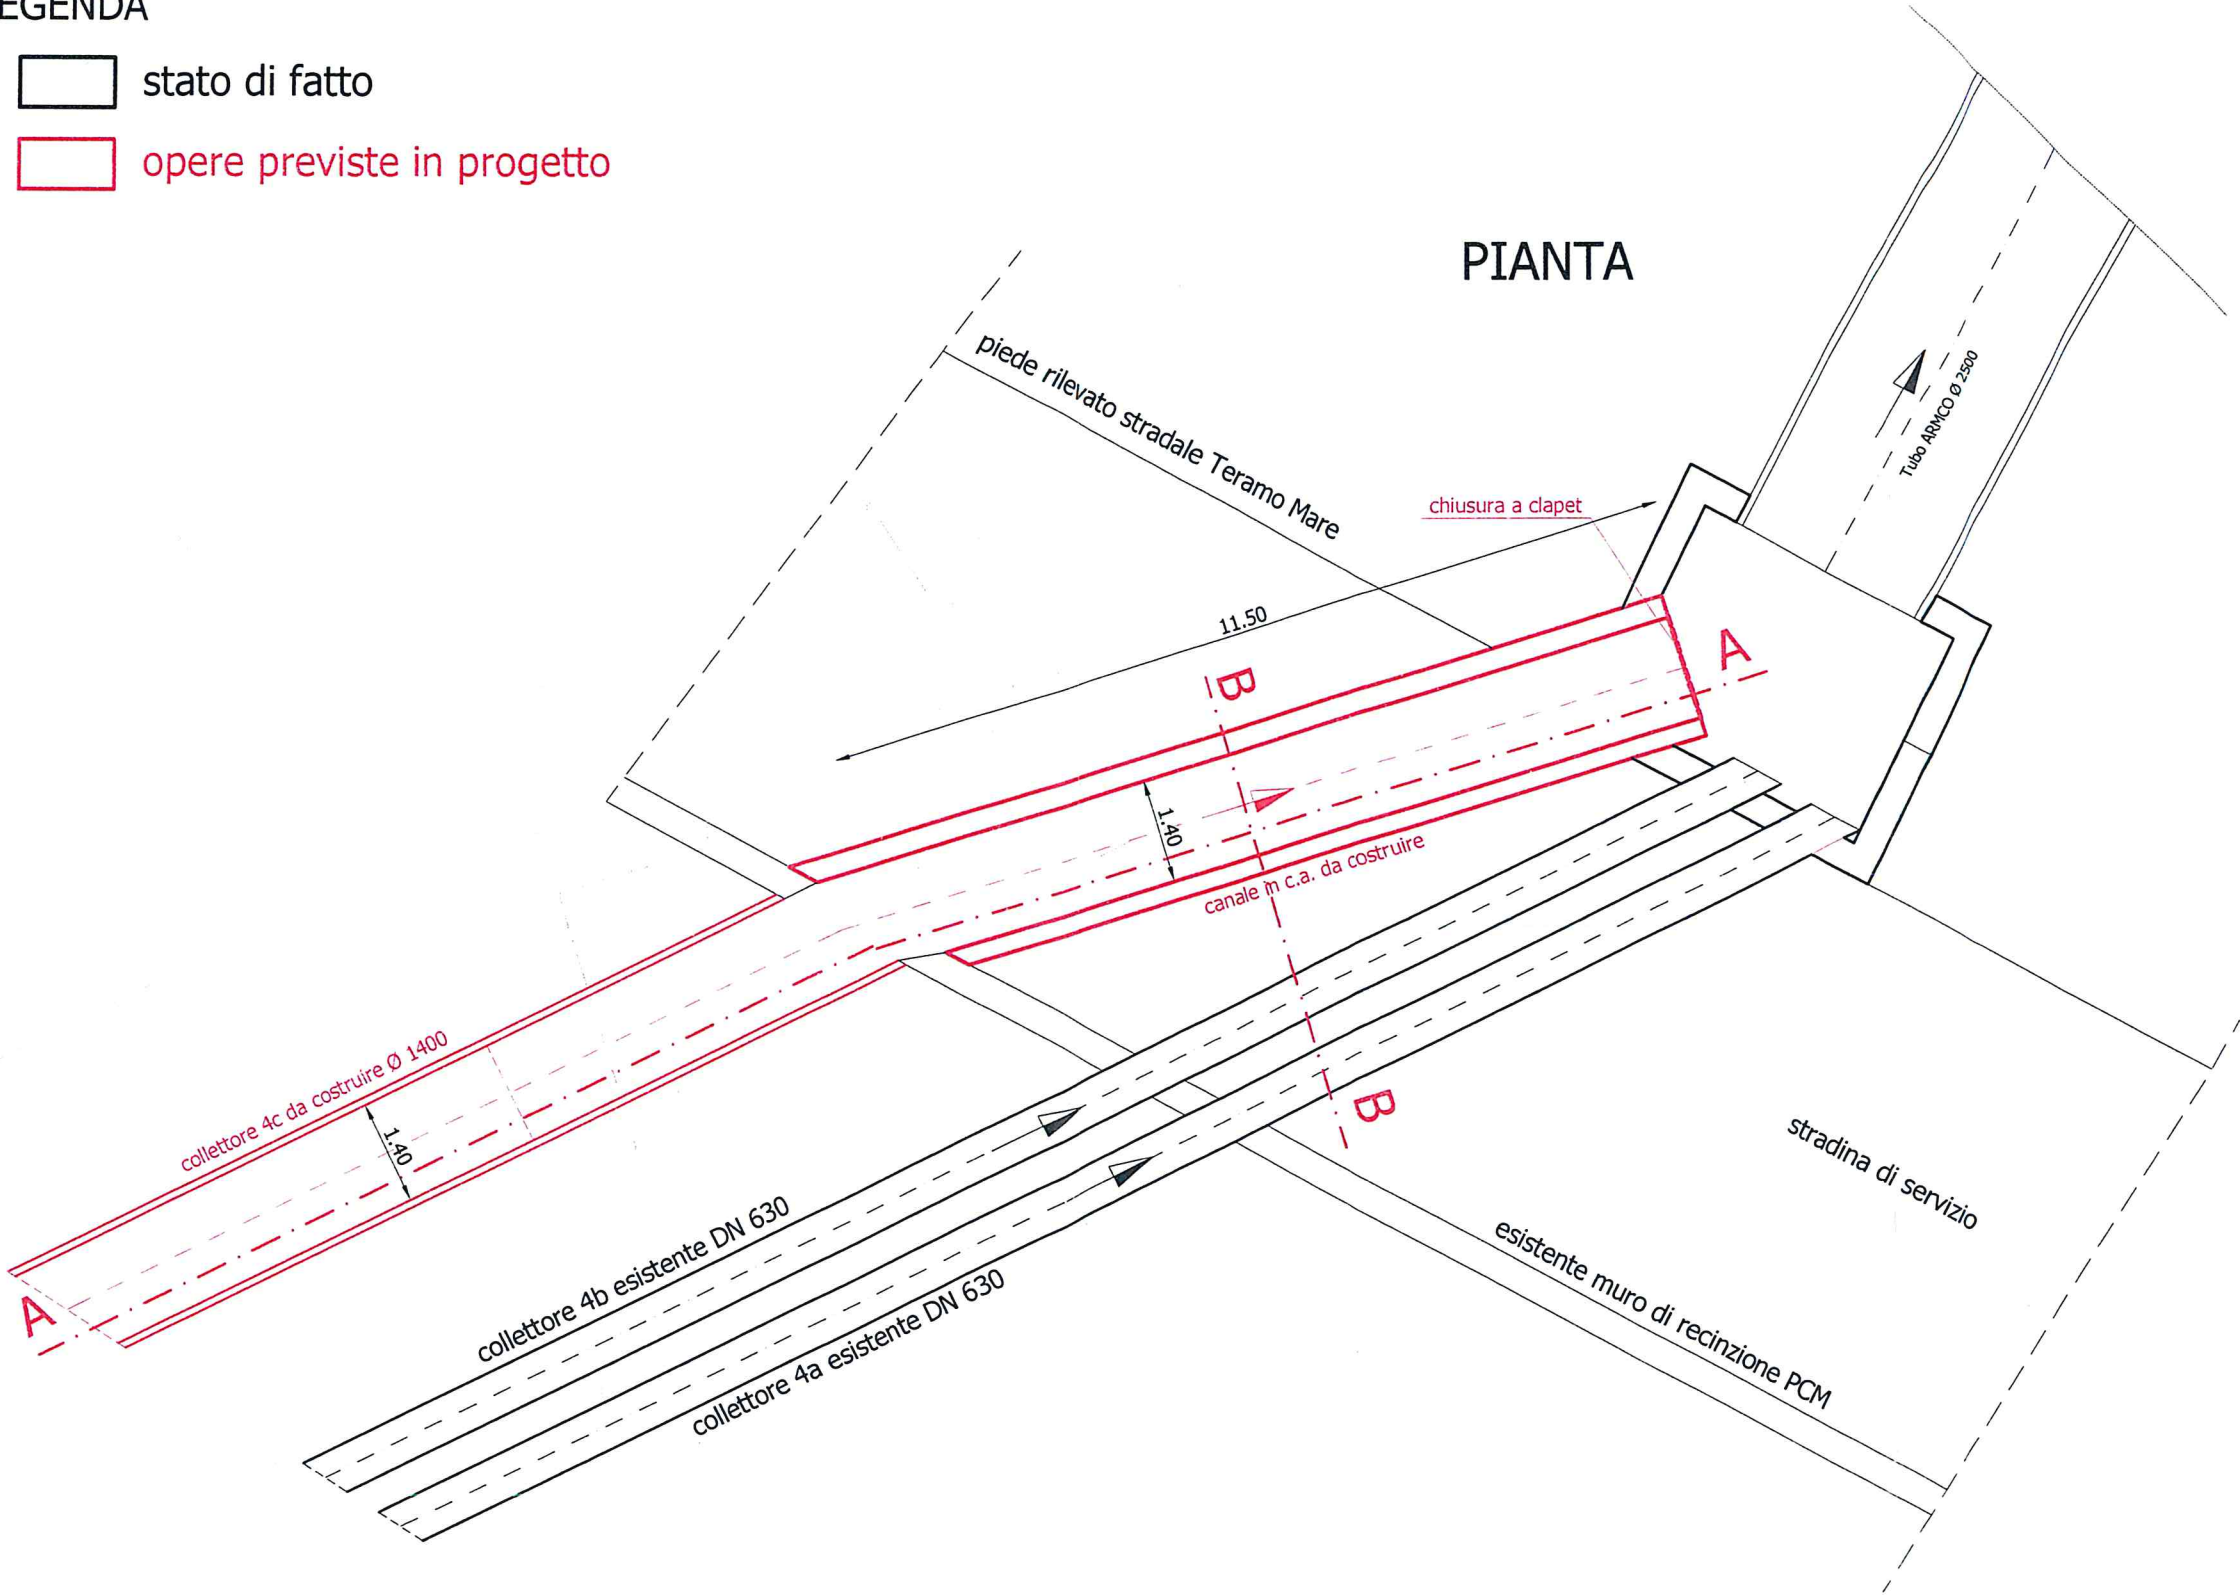 EGENDA
stato di fatto
opere previste in progetto
PIANTA
piede rilevato stradale Teramo Mare
Tubo ARMCO Ø 2500
chiusura a clapet
11.50
A
B
1.40
canale in c.a. da costruire
collettore 4c da costruire Ø 1400
1.40
B
stradina di servizio
A
collettore 4b esistente DN 630
esistente muro di recinzione PCM
collettore 4a esistente DN 630